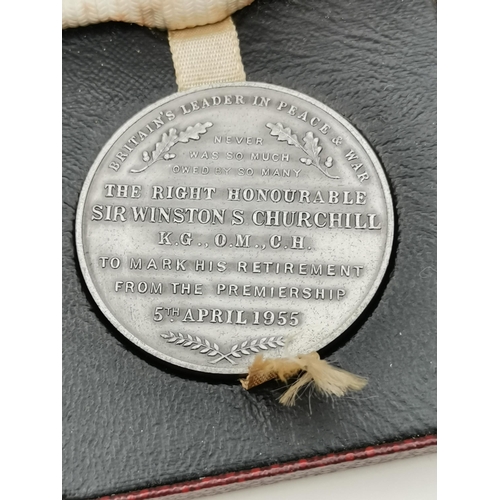 BRITAIN'S LEADER IN PEACE & WAR
NEVER
WAS SO MUCH
OWED BY SO MANY
THE RIGHT HONOURABLE
SIR WINSTON S CHURCHILL
K.G., O.M., C.H.
TO MARK HIS RETIREMENT
FROM THE PREMIERSHIP
5TH APRIL 1955